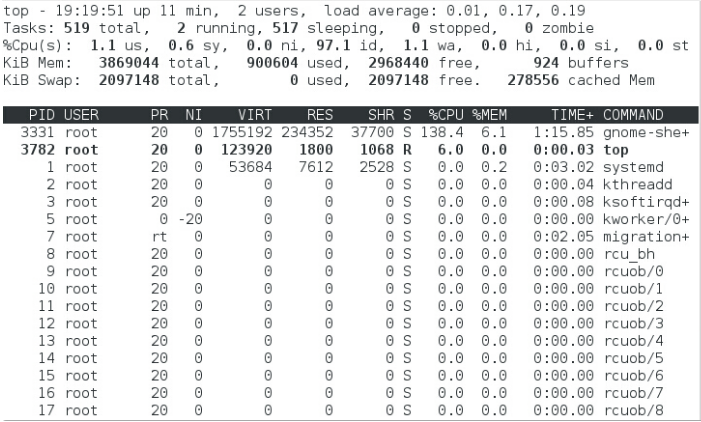 top - 19:19:51 up 11 min, 2 users, load average: 0.01, 0.17, 0.19
Tasks: 519 total, 2 running, 517 sleeping, 0 stopped, 0 zombie
%Cpu(s): 1.1 us, 0.6 sy, 0.0 ni, 97.1 id, 1.1 wa, 0.0 hi, 0.0 si, 0.0 st
KiB Mem: 3869044 total, 900604 used, 2968440 free, 924 buffers
KiB Swap: 2097148 total, 0 used, 2097148 free. 278556 cached Mem
PID USER PR NI VIRT RES SHR S %CPU %MEM TIME+ COMMAND
3331 root 20 0 1755192 234352 37700 S 138.4 6.1 1:15.85 gnome-she+
3782 root 20 0 123920 1800 1068 R 6.0 0.0 0:00.03 top
1 root 20 0 53684 7612 2528 S 0.0 0.2 0:03.02 systemd
2 root 20 0 0 0 0 S 0.0 0.0 0:00.04 kthreadd
3 root 20 0 0 0 0 S 0.0 0.0 0:00.08 ksoftirqd+
5 root 0 -20 0 0 0 S 0.0 0.0 0:00.00 kworker/0+
7 root rt 0 0 0 0 S 0.0 0.0 0:02.05 migration+
8 root 20 0 0 0 0 S 0.0 0.0 0:00.00 rcu_bh
9 root 20 0 0 0 0 S 0.0 0.0 0:00.00 rcuob/0
10 root 20 0 0 0 0 S 0.0 0.0 0:00.00 rcuob/1
11 root 20 0 0 0 0 S 0.0 0.0 0:00.00 rcuob/2
12 root 20 0 0 0 0 S 0.0 0.0 0:00.00 rcuob/3
13 root 20 0 0 0 0 S 0.0 0.0 0:00.00 rcuob/4
14 root 20 0 0 0 0 S 0.0 0.0 0:00.00 rcuob/5
15 root 20 0 0 0 0 S 0.0 0.0 0:00.00 rcuob/6
16 root 20 0 0 0 0 S 0.0 0.0 0:00.00 rcuob/7
17 root 20 0 0 0 0 S 0.0 0.0 0:00.00 rcuob/8